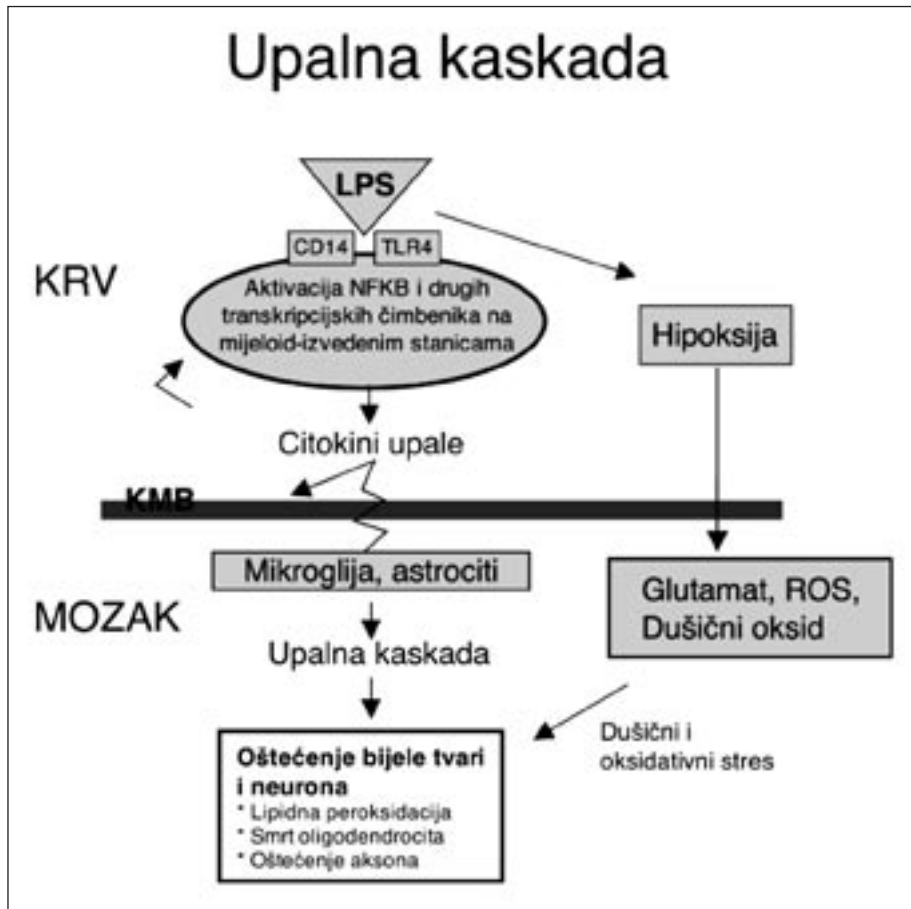 Upalna kaskada
LPS
CD14 TLR4
KRV
Aktivacija NFKB i drugih
transkripcijskih čimbenika na
mijeloid-izvedenim stanicama
Hipoksija
Citokini upale
KMB
Mikroglija, astrociti
MOZAK
Glutamat, ROS,
Dušični oksid
Upalna kaskada
Dušični i
oksidativni stres
Oštećenje bijele tvari
i neurona
* Lipidna peroksidacija
* Smrt oligodendrocita
* Oštećenje aksona